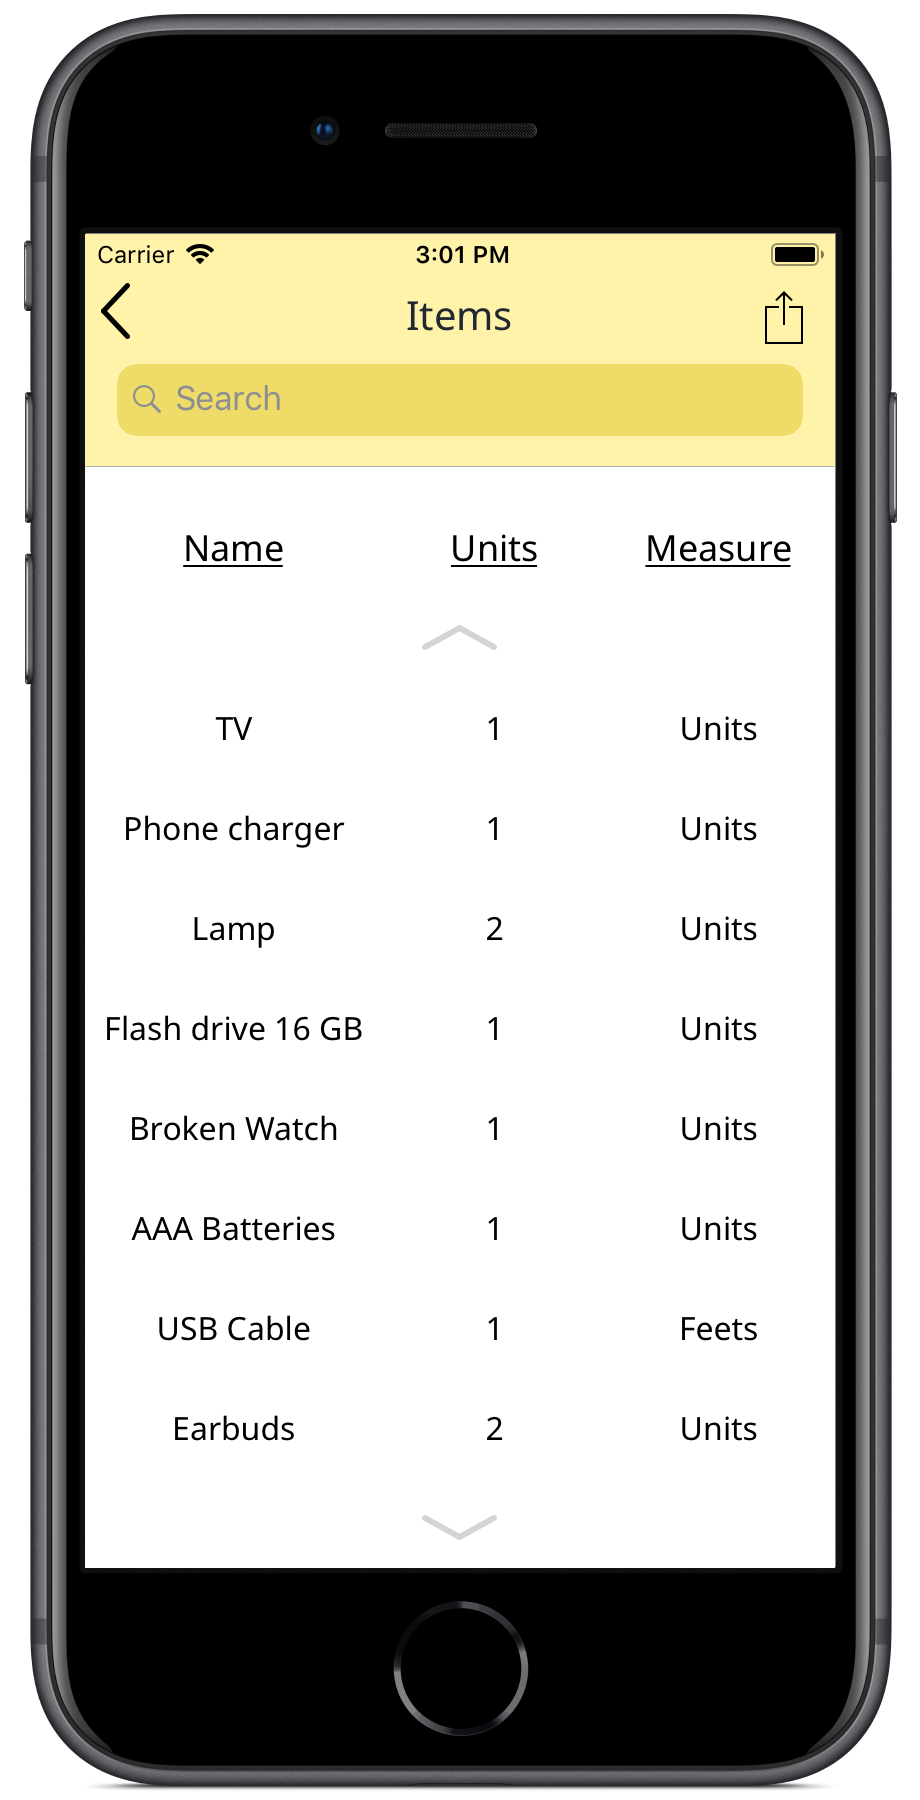 Carrier 3:01 PM
Items
Search
Name Units Measure
TV 1 Units
Phone charger 1 Units
Lamp 2 Units
Flash drive 16 GB 1 Units
Broken Watch 1 Units
AAA Batteries 1 Units
USB Cable 1 Feets
Earbuds 2 Units